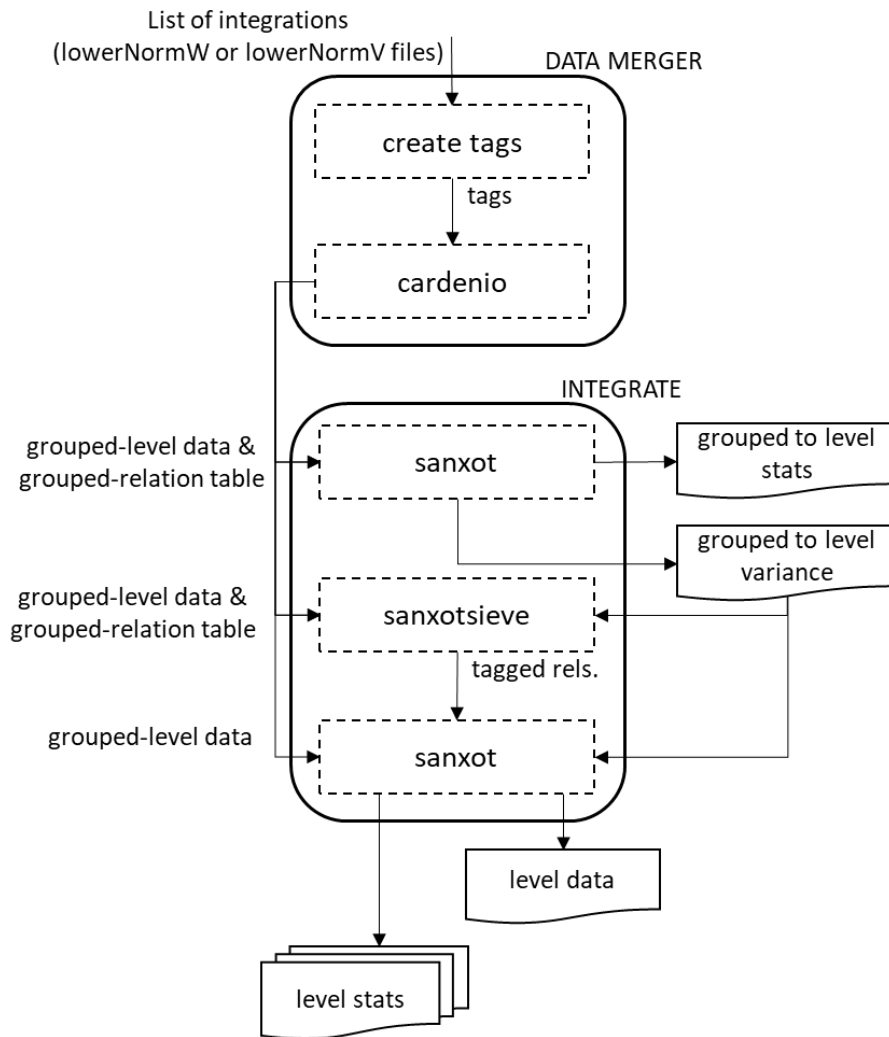 List of integrations
(lowerNormW or lowerNormV files)
DATA MERGER
create tags
tags
cardenio
INTEGRATE
grouped-level data &
grouped-relation table
sanxot
grouped to level
stats
grouped to level
variance
grouped-level data &
grouped-relation table
sanxotsieve
tagged rels.
grouped-level data
sanxot
level data
level stats